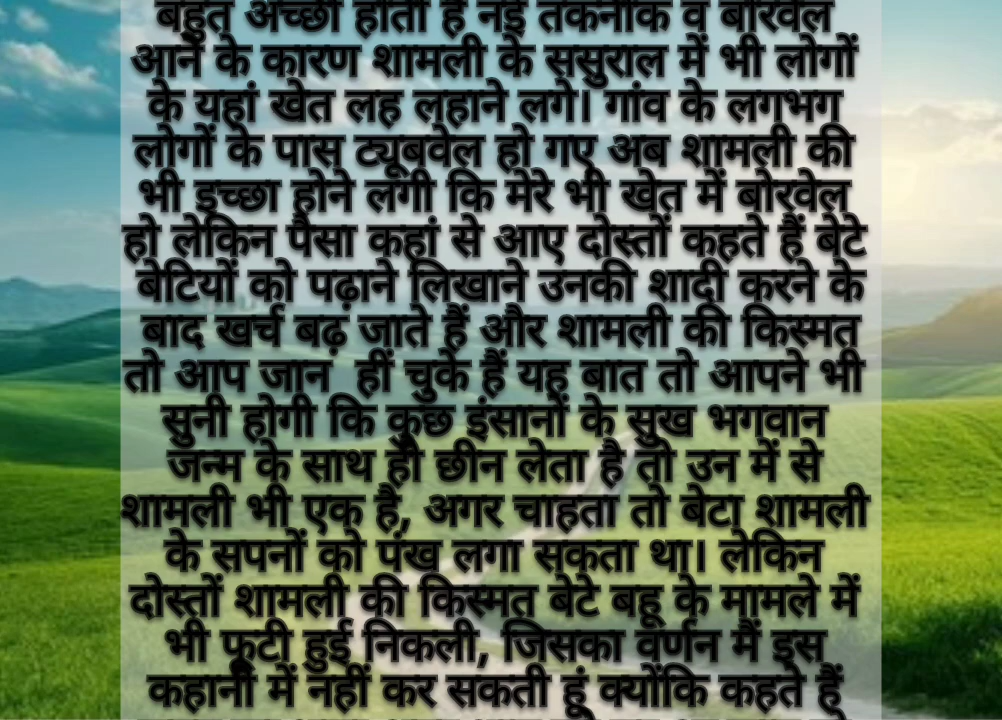 बहुत अच्छी होती है नई तकनीक व बोरवेल
आने के कारण शामली के ससुराल में भी लोगों
के यहां खेत लह लहाने लगे। गांव के लगभग
लोगों के पास ट्यूबवेल हो गए अब शामली की
भी इच्छा होने लगी कि मेरे भी खेत में बोरवेल
हो लेकिन पैसा कहां से आए दोस्तों कहते हैं बेटे
बेटियों को पढ़ाने लिखाने उनकी शादी करने के
बाद खर्च बढ़ जाते हैं और शामली की किस्मत
तो आप जान हीं चुके हैं यह बात तो आपने भी
सुनी होगी कि कुछ इंसानों के सुख भगवान
जन्म के साथ ही छीन लेता है तो उन में से
शामली भी एक है, अगर चाहता तो बेटा शामली
के सपनों को पंख लगा सकता था। लेकिन
दोस्तों शामली की किस्मत बेटे बहू के मामले में
भी फूटी हुई निकली, जिसका वर्णन मैं इस
कहानी में नहीं कर सकती हूं क्योंकि कहते हैं